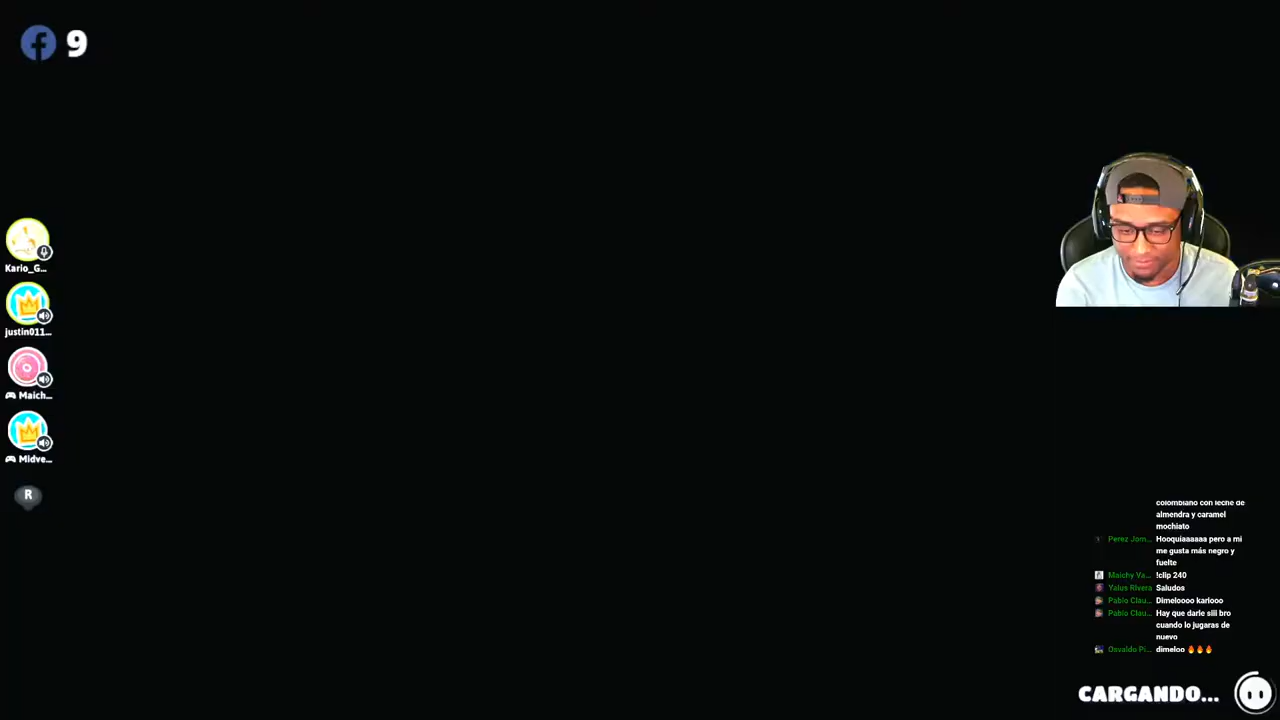 9
Kario_G...
justin011...
Maich...
Midve...
R
colombiano con leche de
almendra y caramel
mochiato
Perez Jom... Hooquiaaaaaa pero a mi
me gusta más negro y
fuelte
Maichy Va... !clip 240
Yalus Rivera Saludos
Pablo Clau... Dimeloooo kariooo
Pablo Clau... Hay que darle siii bro
cuando lo jugaras de
nuevo
Osvaldo Pi... dimeloo 🔥🔥🔥
CARGANDO...